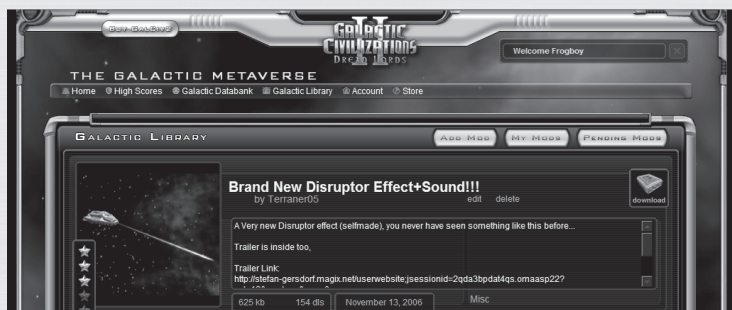 BUY GALCIV2
GALACTIC
CIVILIZATIONS
II
DREAD LORDS
Welcome Frogboy
THE GALACTIC METAVERSE
Home High Scores Galactic Databank Galactic Library Account Store
GALACTIC LIBRARY
ADD MOD MY MODS PENDING MODS
Brand New Disruptor Effect+Sound!!!
by Terraner05 edit delete
download
A Very new Disruptor effect (selfmade), you never have seen something like this before...
Trailer is inside too,
Trailer Link:
http://stefan-gersdorf.magix.net/userwebsite;jsessionid=2qda3bpdat4qs.omaasp22?
625 kb 154 dls November 13, 2006 Misc